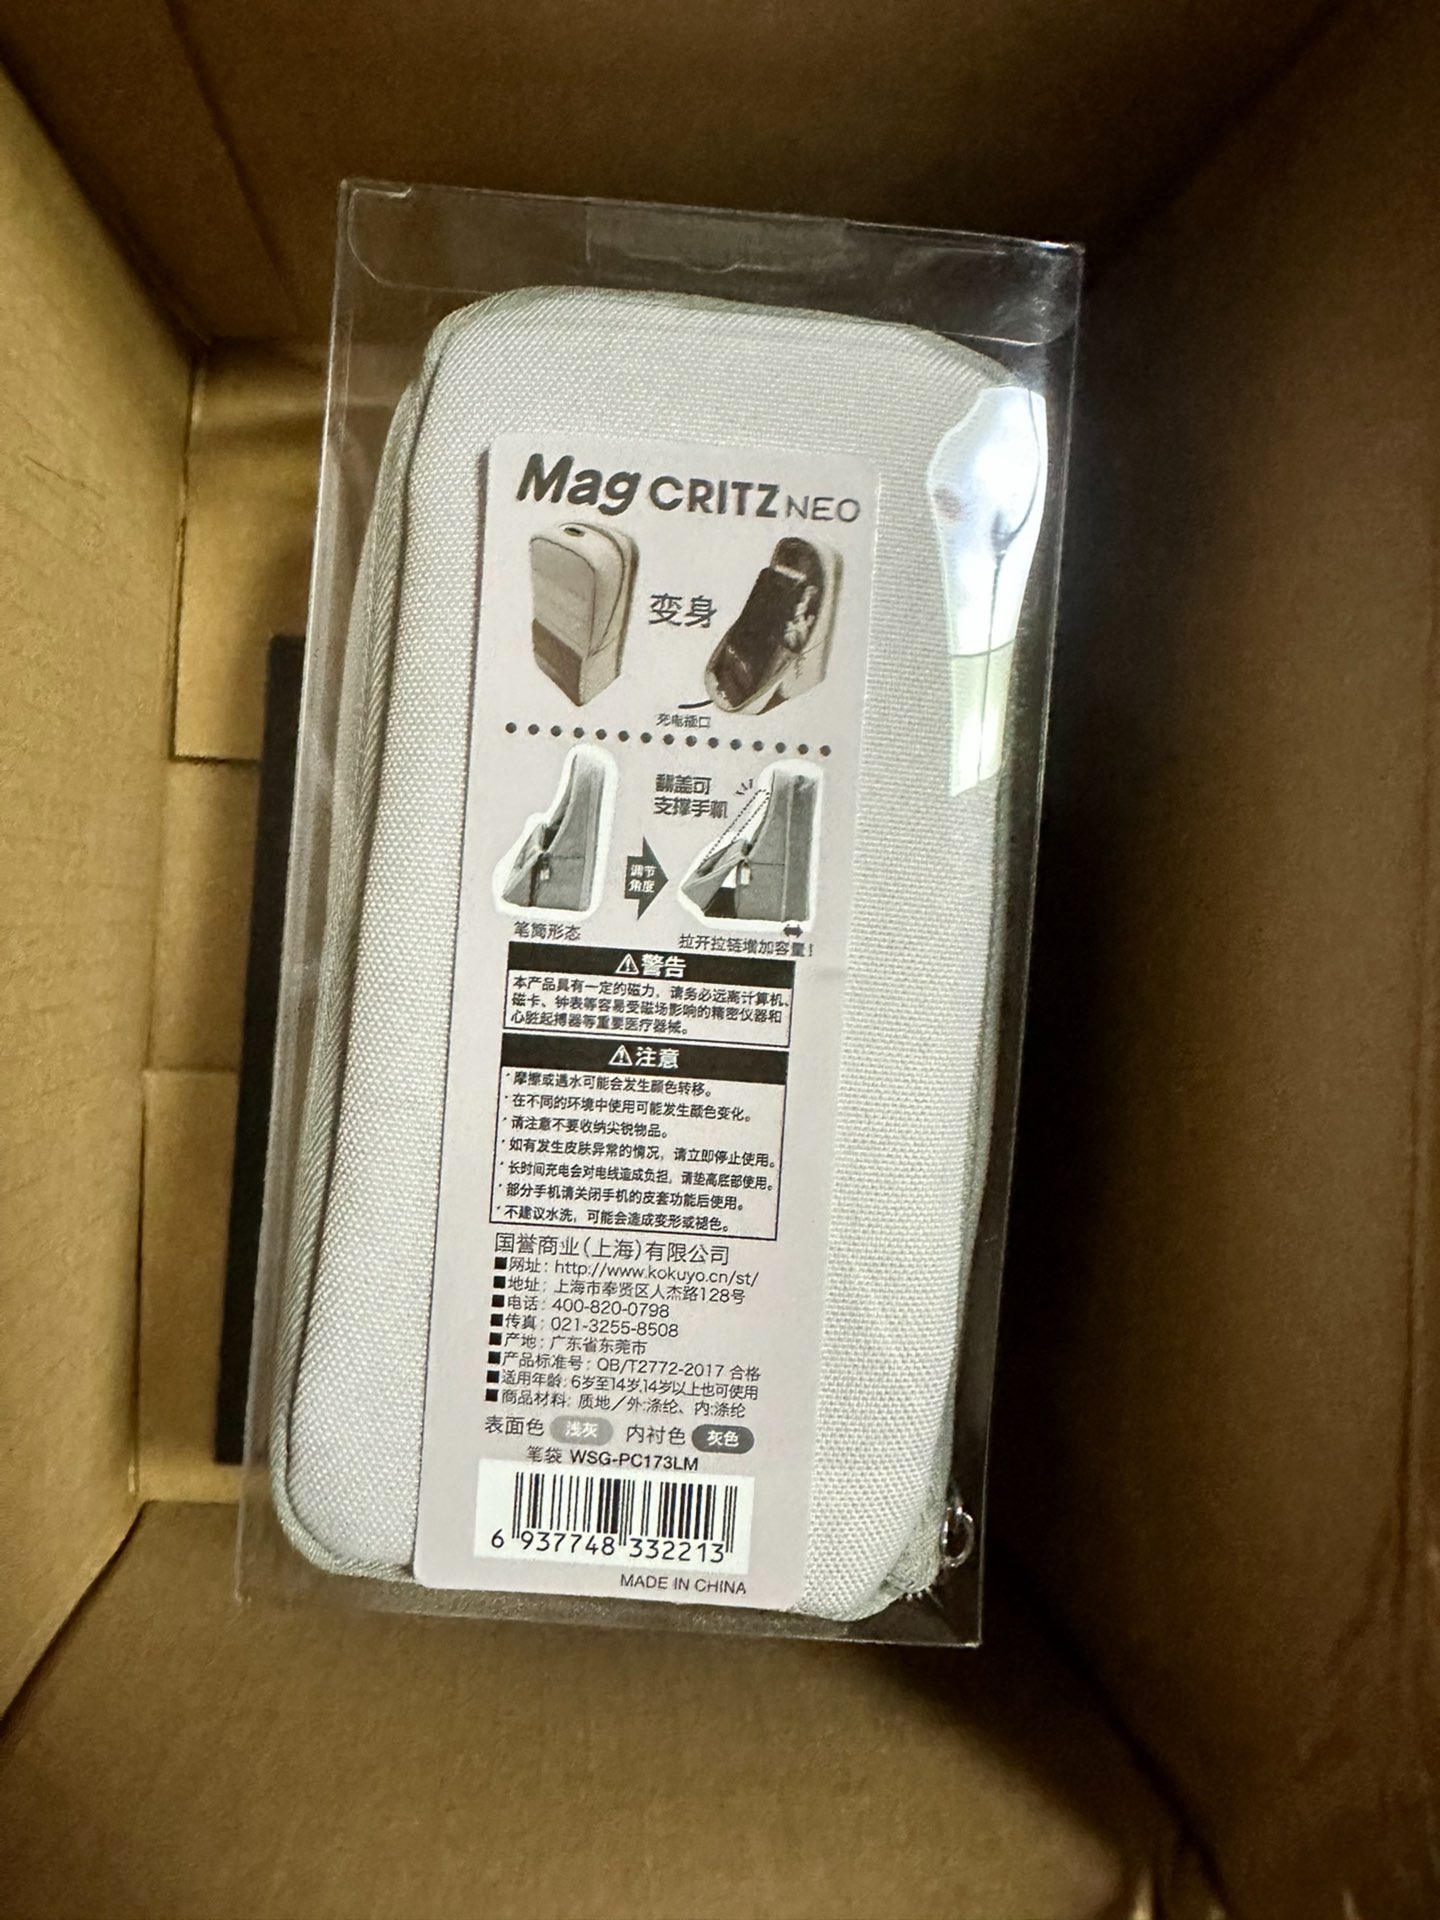 Mag CRITZ NEO
变身
充电插口
翻盖可
支撑手机
调节
角度
笔筒形态
拉开拉链增加容量!
⚠警告
本产品具有一定的磁力，请务必远离计算机、
磁卡、钟表等容易受磁场影响的精密仪器和
心脏起搏器等重要医疗器械。
⚠注意
・摩擦或遇水可能会发生颜色转移。
・在不同的环境中使用可能发生颜色变化。
・请注意不要收纳尖锐物品。
・如有发生皮肤异常的情况，请立即停止使用。
・长时间充电会对电线造成负担，请垫高底部使用。
・部分手机请关闭手机的皮套功能后使用。
・不建议水洗，可能会造成变形或褪色。
国誉商业(上海)有限公司
■网址：http://www.kokuyo.cn/st/
■地址：上海市奉贤区人杰路128号
■电话：400-820-0798
■传真：021-3255-8508
■产地：广东省东莞市
■产品标准号：QB/T2772-2017 合格
■适用年龄：6岁至14岁,14岁以上也可使用
■商品材料：质地／外:涤纶、内:涤纶
表面色 浅灰 内衬色 灰色
笔袋 WSG-PC173LM
6 937748 332213
MADE IN CHINA